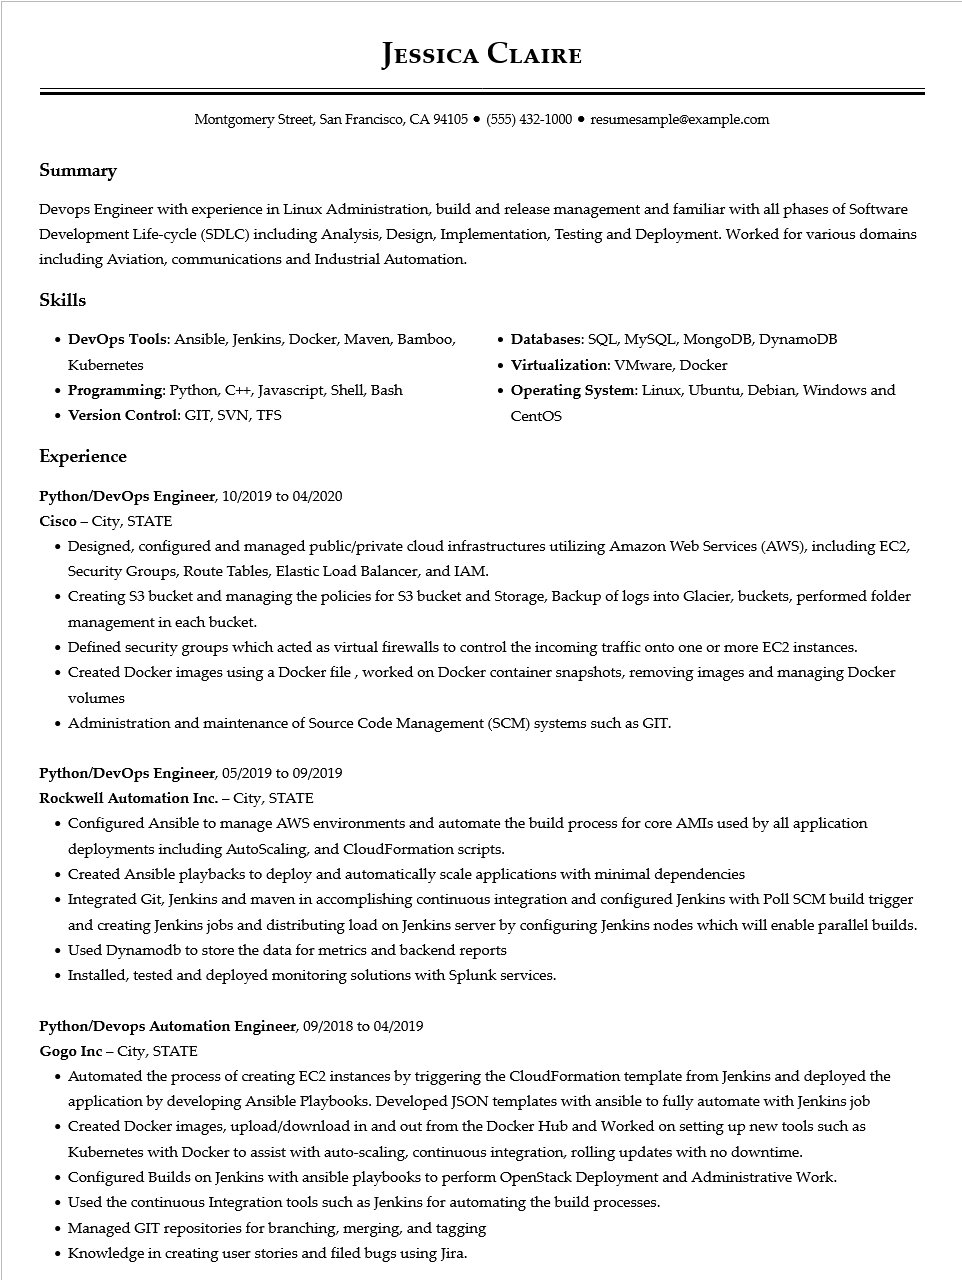 Jessica Claire
Montgomery Street, San Francisco, CA 94105 ● (555) 432-1000 ● resumesample@example.com
Summary
Devops Engineer with experience in Linux Administration, build and release management and familiar with all phases of Software
Development Life-cycle (SDLC) including Analysis, Design, Implementation, Testing and Deployment. Worked for various domains
including Aviation, communications and Industrial Automation.
Skills
• DevOps Tools: Ansible, Jenkins, Docker, Maven, Bamboo,
Kubernetes
• Programming: Python, C++, Javascript, Shell, Bash
• Version Control: GIT, SVN, TFS
• Databases: SQL, MySQL, MongoDB, DynamoDB
• Virtualization: VMware, Docker
• Operating System: Linux, Ubuntu, Debian, Windows and
CentOS
Experience
Python/DevOps Engineer, 10/2019 to 04/2020
Cisco – City, STATE
• Designed, configured and managed public/private cloud infrastructures utilizing Amazon Web Services (AWS), including EC2,
Security Groups, Route Tables, Elastic Load Balancer, and IAM.
• Creating S3 bucket and managing the policies for S3 bucket and Storage, Backup of logs into Glacier, buckets, performed folder
management in each bucket.
• Defined security groups which acted as virtual firewalls to control the incoming traffic onto one or more EC2 instances.
• Created Docker images using a Docker file , worked on Docker container snapshots, removing images and managing Docker
volumes
• Administration and maintenance of Source Code Management (SCM) systems such as GIT.
Python/DevOps Engineer, 05/2019 to 09/2019
Rockwell Automation Inc. – City, STATE
• Configured Ansible to manage AWS environments and automate the build process for core AMIs used by all application
deployments including AutoScaling, and CloudFormation scripts.
• Created Ansible playbacks to deploy and automatically scale applications with minimal dependencies
• Integrated Git, Jenkins and maven in accomplishing continuous integration and configured Jenkins with Poll SCM build trigger
and creating Jenkins jobs and distributing load on Jenkins server by configuring Jenkins nodes which will enable parallel builds.
• Used Dynamodb to store the data for metrics and backend reports
• Installed, tested and deployed monitoring solutions with Splunk services.
Python/Devops Automation Engineer, 09/2018 to 04/2019
Gogo Inc – City, STATE
• Automated the process of creating EC2 instances by triggering the CloudFormation template from Jenkins and deployed the
application by developing Ansible Playbooks. Developed JSON templates with ansible to fully automate with Jenkins job
• Created Docker images, upload/download in and out from the Docker Hub and Worked on setting up new tools such as
Kubernetes with Docker to assist with auto-scaling, continuous integration, rolling updates with no downtime.
• Configured Builds on Jenkins with ansible playbooks to perform OpenStack Deployment and Administrative Work.
• Used the continuous Integration tools such as Jenkins for automating the build processes.
• Managed GIT repositories for branching, merging, and tagging
• Knowledge in creating user stories and filed bugs using Jira.